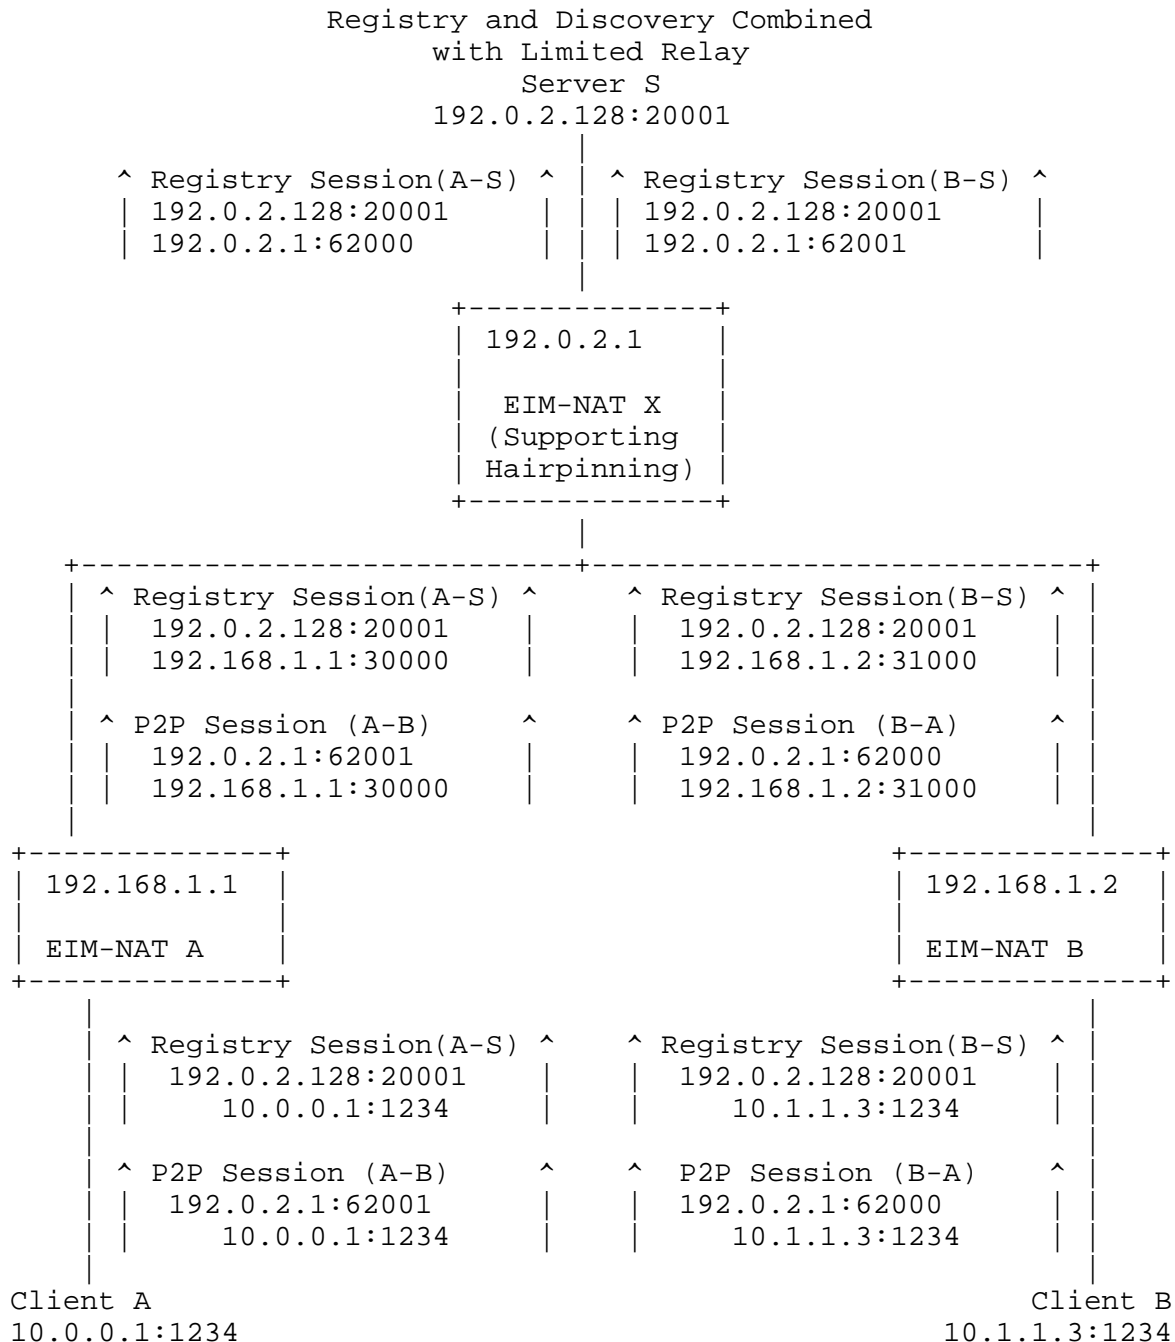 Registry and Discovery Combined
with Limited Relay
Server S
192.0.2.128:20001
|
^ Registry Session(A-S) ^ | ^ Registry Session(B-S) ^
| 192.0.2.128:20001 | | | 192.0.2.128:20001 |
| 192.0.2.1:62000 | | | 192.0.2.1:62001 |
|
+--------------+
| 192.0.2.1 |
| |
| EIM-NAT X |
| (Supporting |
| Hairpinning) |
+--------------+
|
+----------------------------+----------------------------+
| ^ Registry Session(A-S) ^ ^ Registry Session(B-S) ^ |
| | 192.0.2.128:20001 | | 192.0.2.128:20001 | |
| | 192.168.1.1:30000 | | 192.168.1.2:31000 | |
| |
| ^ P2P Session (A-B) ^ ^ P2P Session (B-A) ^ |
| | 192.0.2.1:62001 | | 192.0.2.1:62000 | |
| | 192.168.1.1:30000 | | 192.168.1.2:31000 | |
| |
+--------------+ +--------------+
| 192.168.1.1 | | 192.168.1.2 |
| | | |
| EIM-NAT A | | EIM-NAT B |
+--------------+ +--------------+
| |
| ^ Registry Session(A-S) ^ ^ Registry Session(B-S) ^ |
| | 192.0.2.128:20001 | | 192.0.2.128:20001 | |
| | 10.0.0.1:1234 | | 10.1.1.3:1234 | |
| |
| ^ P2P Session (A-B) ^ ^ P2P Session (B-A) ^ |
| | 192.0.2.1:62001 | | 192.0.2.1:62000 | |
| | 10.0.0.1:1234 | | 10.1.1.3:1234 | |
| |
Client A Client B
10.0.0.1:1234 10.1.1.3:1234